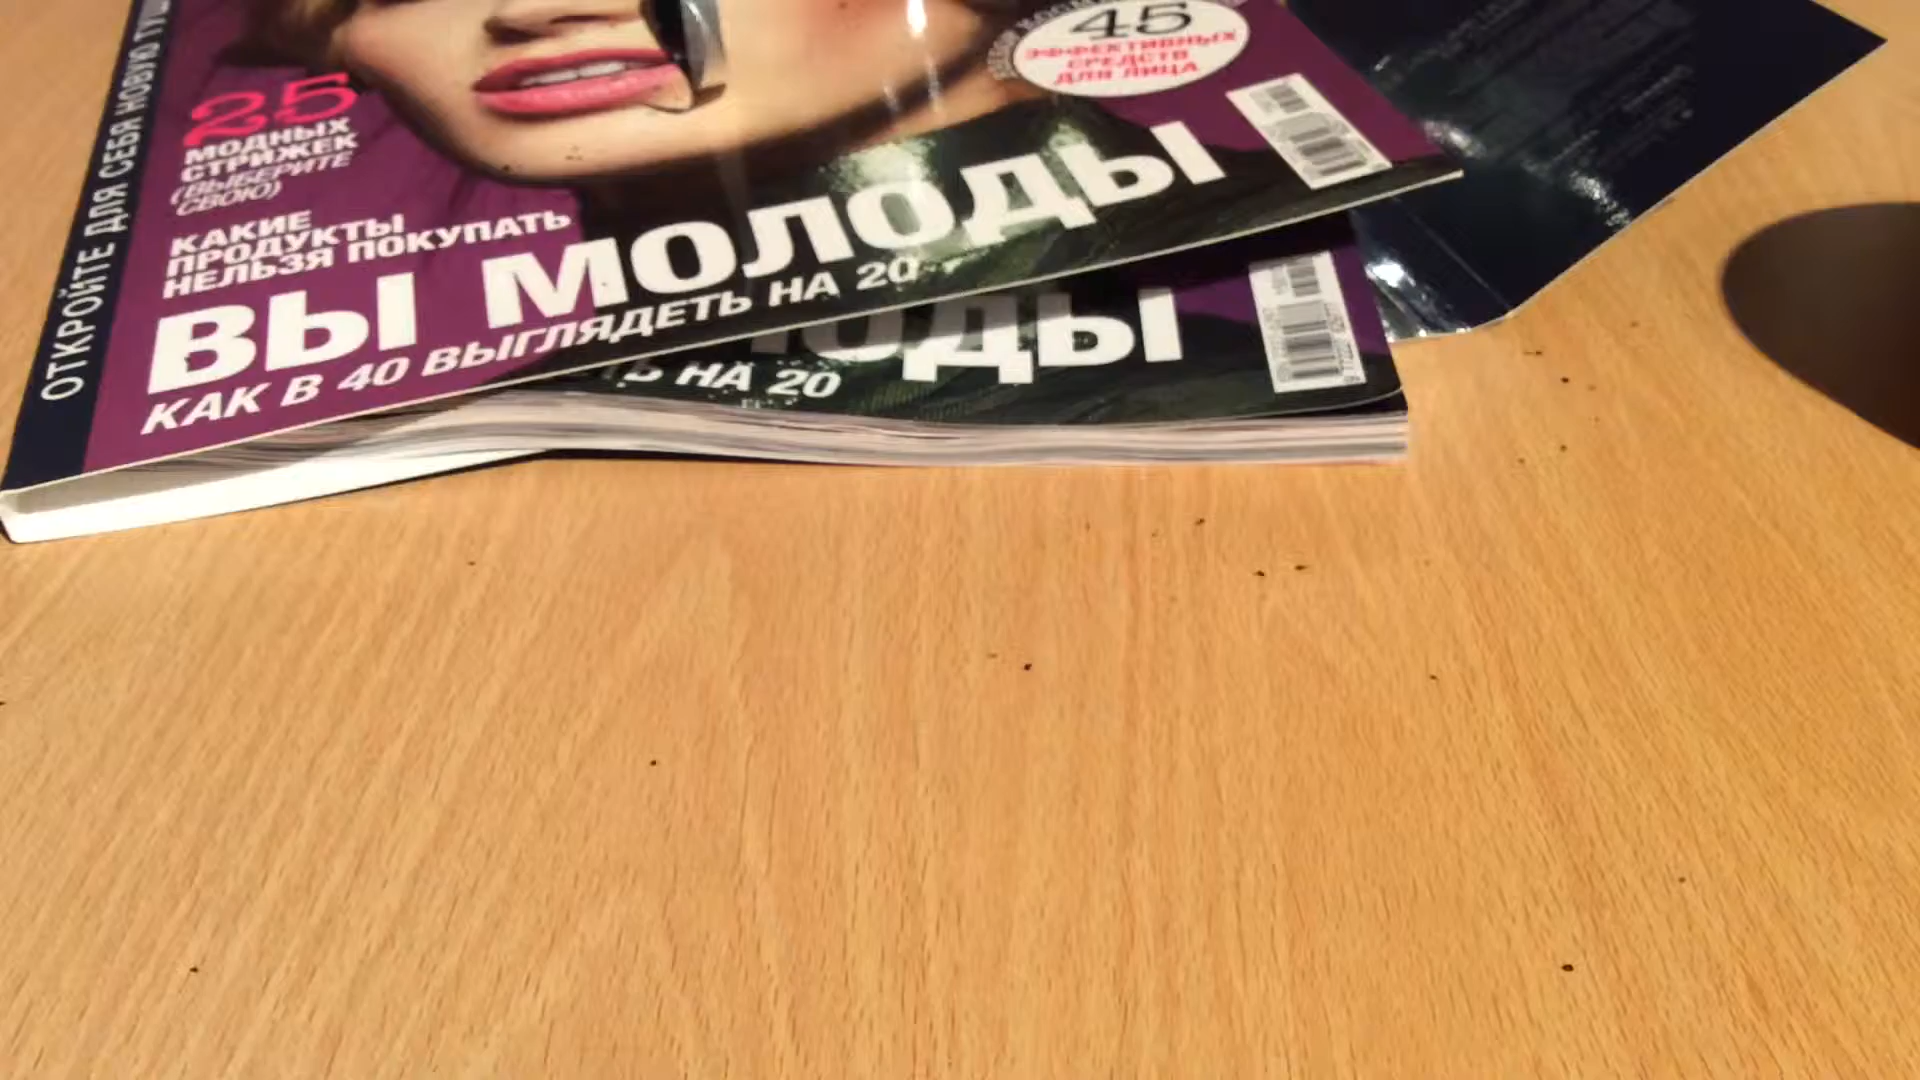 ОТКРОЙТЕ ДЛЯ СЕБЯ НОВУЮ
25
МОДНЫХ
СТРИЖЕК
(ВЫБЕРИТЕ
СВОЮ)
КАКИЕ
ПРОДУКТЫ
НЕЛЬЗЯ ПОКУПАТЬ
ВЫ МОЛОДЫ
КАК В 40 ВЫГЛЯДЕТЬ НА 20
45
ЭФФЕКТИВНЫХ
СРЕДСТВ
ДЛЯ ЛИЦА
ОДЫ
Ь НА 20